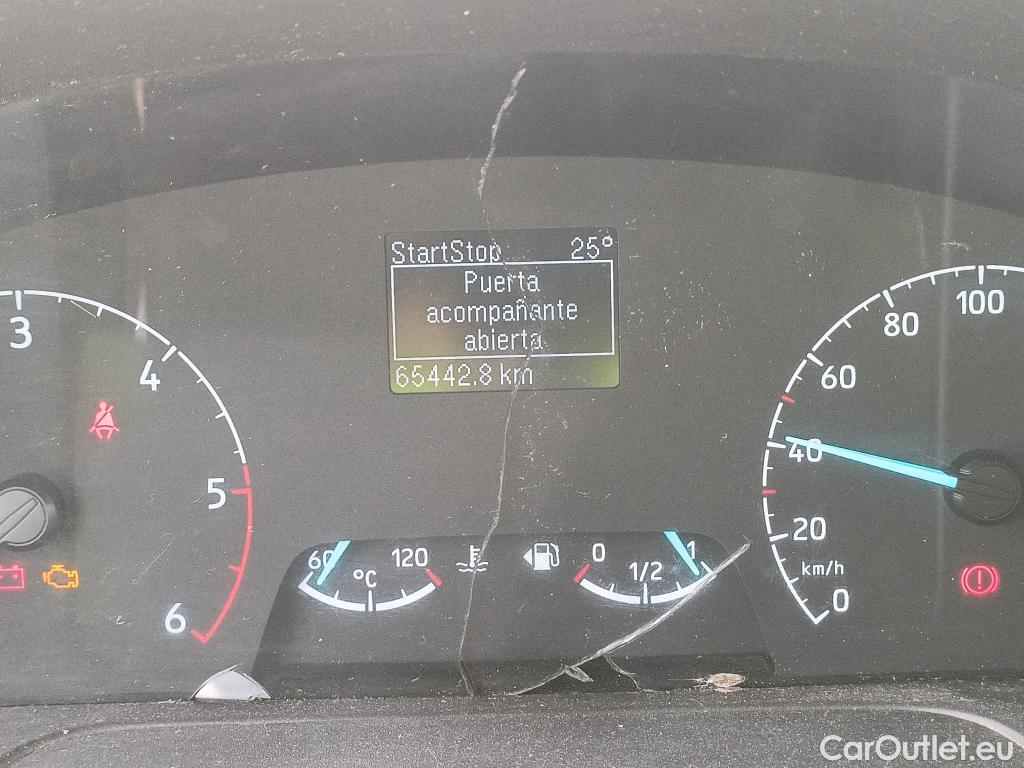 StartStop 25°
Puerta
acompañante
abierta
65442.8 km
3
4
5
6
60 °C 120
0 1/2 1
100
80
60
40
20
km/h
0
CarOutlet.eu